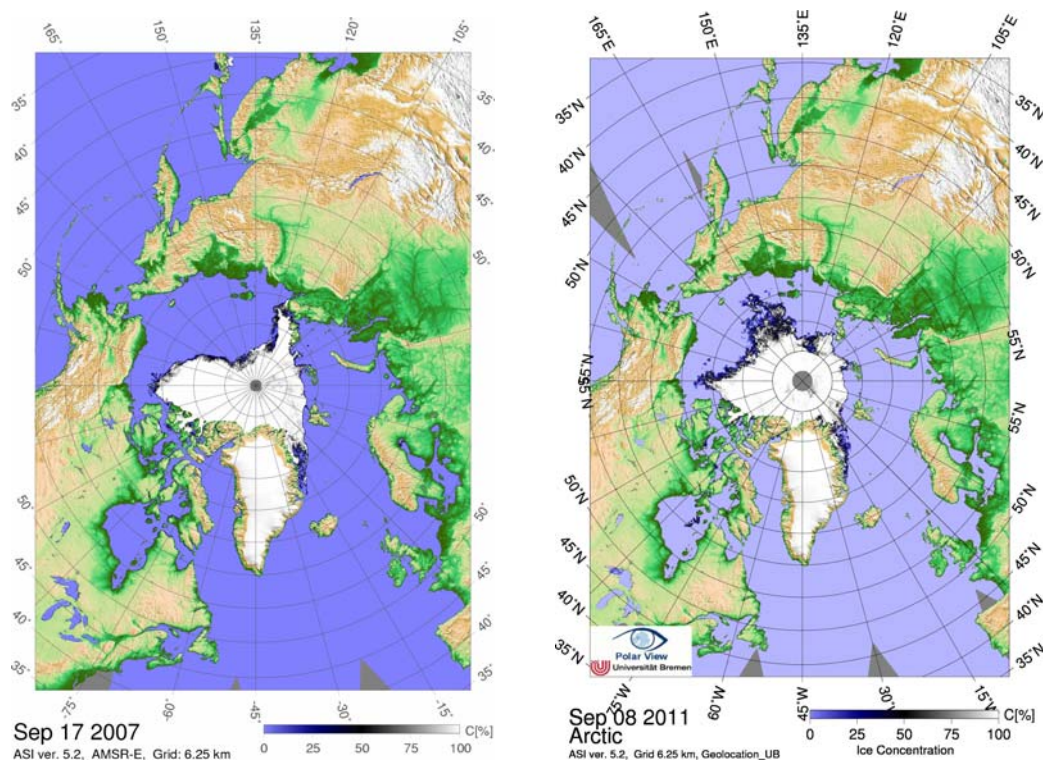 165° 150° 135° 120° 105°
35°
40°
45°
50°
50°
45°
40°
35°
35°
40°
45°
50°
50°
45°
40°
35°
-75° -60° -45° -30° -15°
Sep 17 2007
C[%]
0 25 50 75 100
ASI ver. 5.2, AMSR-E, Grid: 6.25 km
165°E 150°E 135°E 120°E 105°E
35°N
40°N
45°N
50°N
55°N
50°N
45°N
40°N
35°N
35°N
40°N
45°N
50°N
55°N
55°N
50°N
45°N
40°N
35°N
Polar View
Universität Bremen
75°W 60°W 45°W 30°W 15°W
Sep 08 2011
C[%]
Arctic
0 25 50 75 100
Ice Concentration
ASI ver. 5.2, Grid 6.25 km, Geolocation_UB